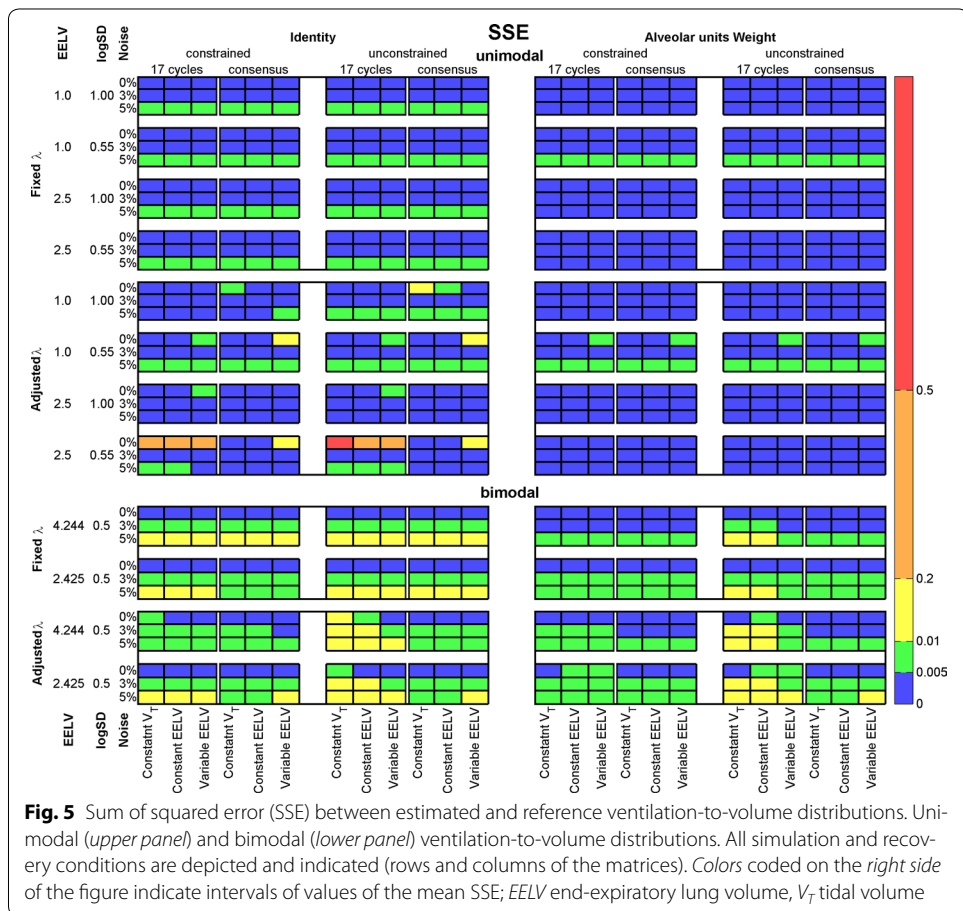 SSE
Identity
Alveolar units Weight
unimodal
EELV
logSD
Noise
constrained unconstrained constrained unconstrained
17 cycles consensus 17 cycles consensus 17 cycles consensus 17 cycles consensus
Fixed λ
1.0 1.00 0%
3%
5%
1.0 0.55 0%
3%
5%
2.5 1.00 0%
3%
5%
2.5 0.55 0%
3%
5%
Adjusted λ
1.0 1.00 0%
3%
5%
1.0 0.55 0%
3%
5%
2.5 1.00 0%
3%
5%
2.5 0.55 0%
3%
5%
bimodal
Fixed λ
4.244 0.5 0%
3%
5%
2.425 0.5 0%
3%
5%
Adjusted λ
4.244 0.5 0%
3%
5%
2.425 0.5 0%
3%
5%
EELV
logSD
Noise
Constatnt VT
Constant EELV
Variable EELV
Constatnt VT
Constant EELV
Variable EELV
Constatnt VT
Constant EELV
Variable EELV
Constatnt VT
Constant EELV
Variable EELV
Constatnt VT
Constant EELV
Variable EELV
Constatnt VT
Constant EELV
Variable EELV
Constatnt VT
Constant EELV
Variable EELV
Constatnt VT
Constant EELV
Variable EELV
0.5
0.2
0.01
0.005
0
Fig. 5 Sum of squared error (SSE) between estimated and reference ventilation-to-volume distributions. Uni-
modal (upper panel) and bimodal (lower panel) ventilation-to-volume distributions. All simulation and recov-
ery conditions are depicted and indicated (rows and columns of the matrices). Colors coded on the right side
of the figure indicate intervals of values of the mean SSE; EELV end-expiratory lung volume, VT tidal volume